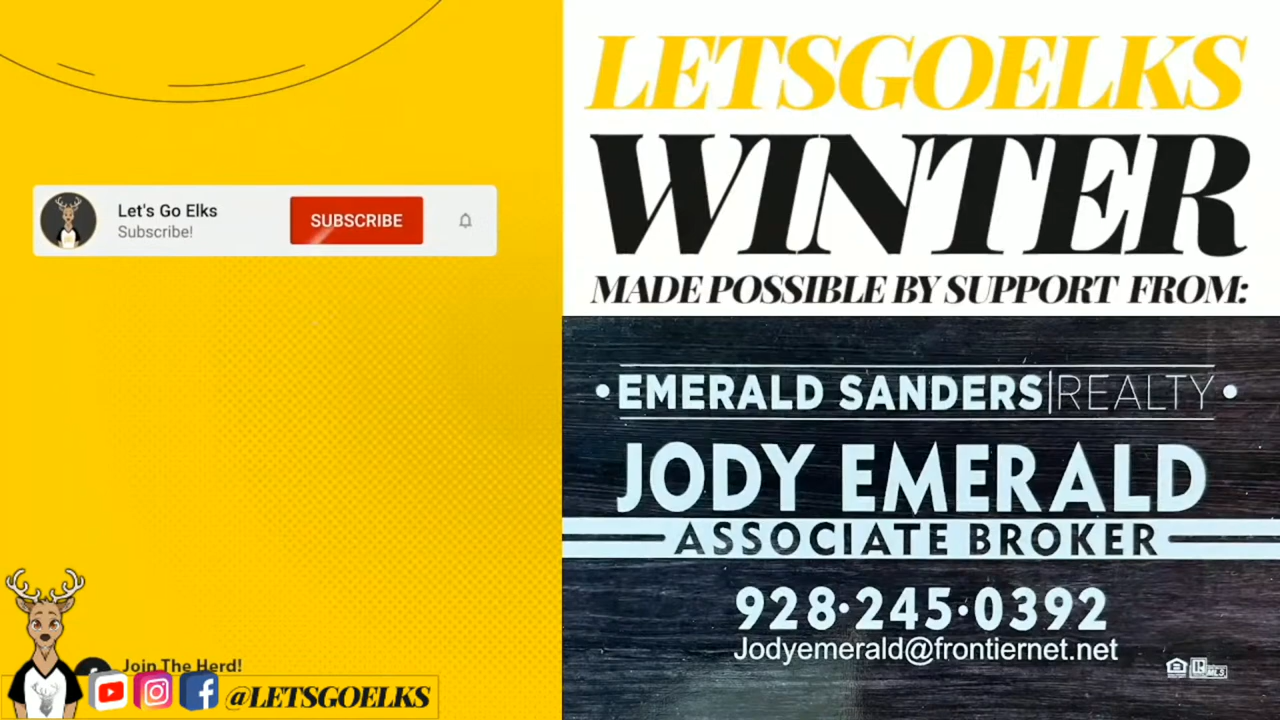 LETSGOELKS
WINTER
MADE POSSIBLE BY SUPPORT FROM:
Let's Go Elks
Subscribe!
SUBSCRIBE
EMERALD SANDERS|REALTY
JODY EMERALD
ASSOCIATE BROKER
928·245·0392
Jodyemerald@frontiernet.net
Join The Herd!
@LETSGOELKS